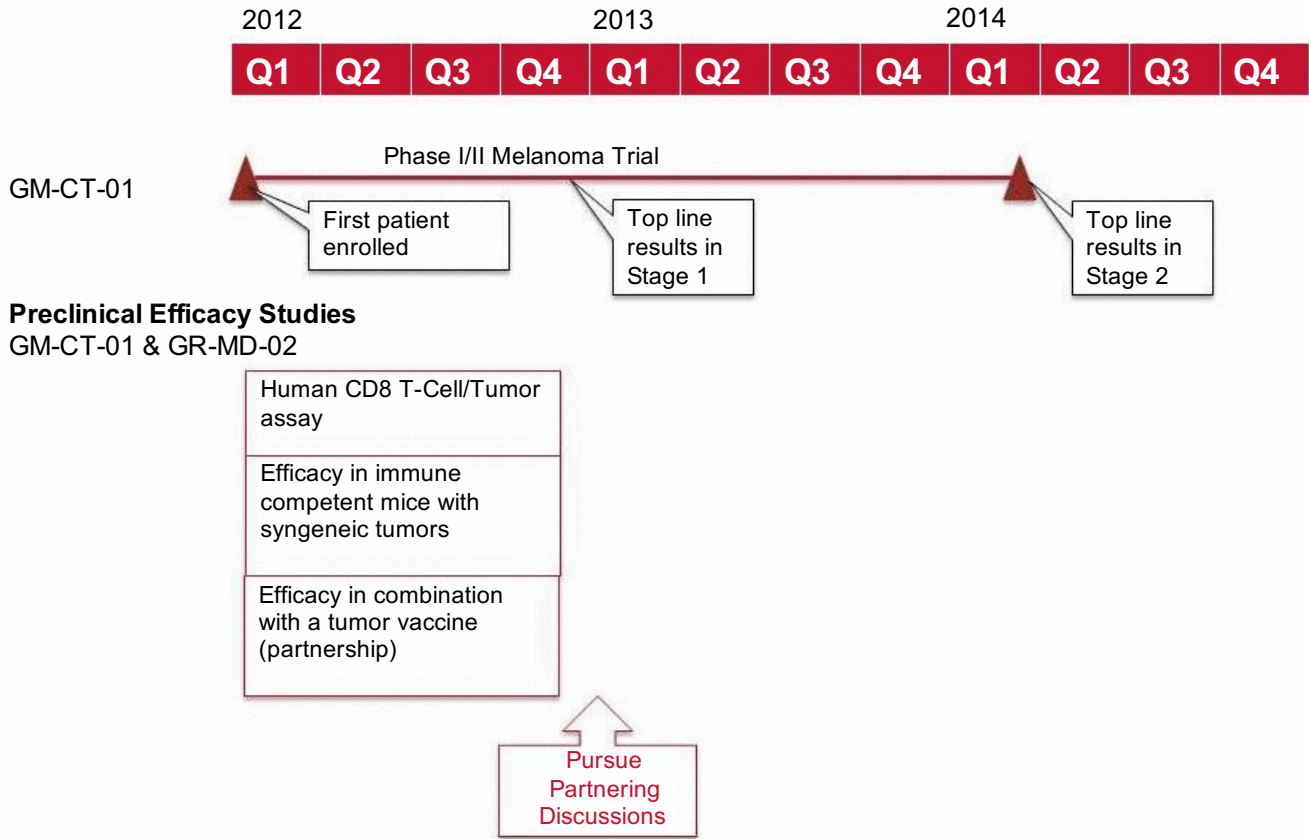 2012 2013 2014
Q1 Q2 Q3 Q4 Q1 Q2 Q3 Q4 Q1 Q2 Q3 Q4
Phase I/II Melanoma Trial
GM-CT-01
First patient
enrolled
Top line
results in
Stage 1
Top line
results in
Stage 2
Preclinical Efficacy Studies
GM-CT-01 & GR-MD-02
Human CD8 T-Cell/Tumor
assay
Efficacy in immune
competent mice with
syngeneic tumors
Efficacy in combination
with a tumor vaccine
(partnership)
Pursue
Partnering
Discussions